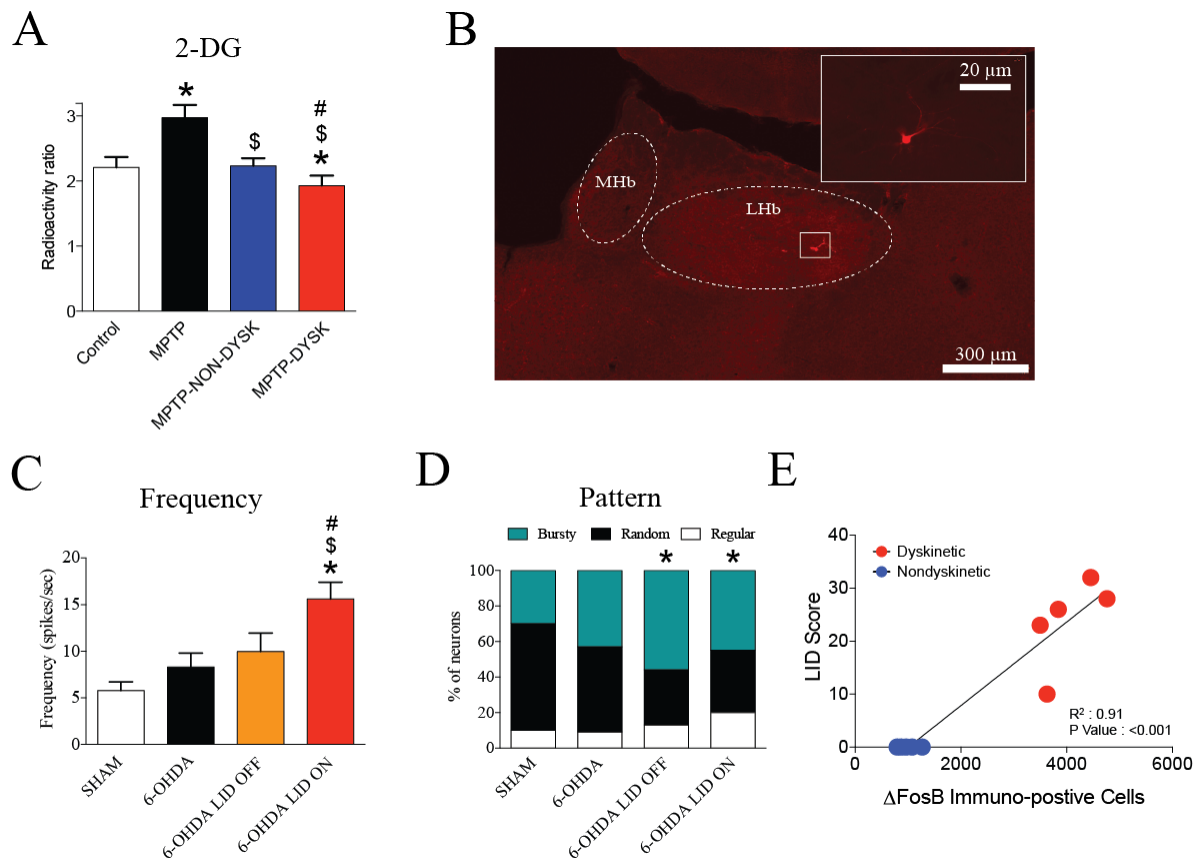 A
2-DG
Radioactivity ratio
3
2
1
0
*
$
#
$
*
Control
MPTP
MPTP-NON-DYSK
MPTP-DYSK
B
20 µm
MHb
LHb
300 µm
C
Frequency
Frequency (spikes/sec)
20
15
10
5
0
#
$
*
SHAM
6-OHDA
6-OHDA LID OFF
6-OHDA LID ON
D
Pattern
Bursty Random Regular
% of neurons
100
80
60
40
20
0
* *
SHAM
6-OHDA
6-OHDA LID OFF
6-OHDA LID ON
E
LID Score
40
30
20
10
0
Dyskinetic
Nondyskinetic
R² : 0.91
P Value : <0.001
0 2000 4000 6000
ΔFosB Immuno-postive Cells